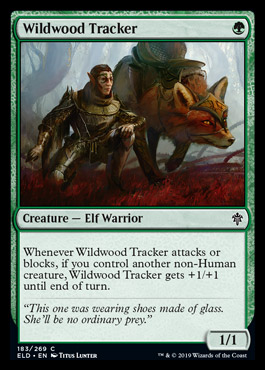 Wildwood Tracker
Creature — Elf Warrior
Whenever Wildwood Tracker attacks or
blocks, if you control another non-Human
creature, Wildwood Tracker gets +1/+1
until end of turn.
“This one was wearing shoes made of glass.
She’ll be no ordinary prey.”
1/1
183/269 C
ELD • EN Titus Lunter
™ & © 2019 Wizards of the Coast